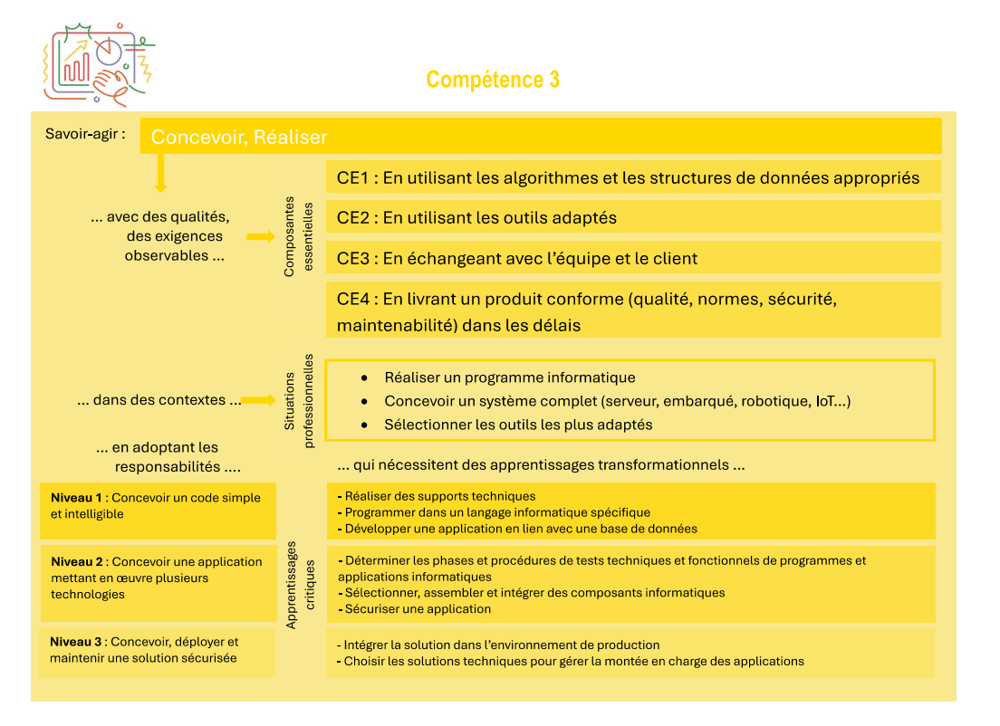 Compétence 3
Savoir-agir :
Concevoir, Réaliser
... avec des qualités,
des exigences
observables ...
Composantes
essentielles
CE1 : En utilisant les algorithmes et les structures de données appropriés
CE2 : En utilisant les outils adaptés
CE3 : En échangeant avec l’équipe et le client
CE4 : En livrant un produit conforme (qualité, normes, sécurité,
maintenabilité) dans les délais
... dans des contextes ...
Situations
professionnelles
• Réaliser un programme informatique
• Concevoir un système complet (serveur, embarqué, robotique, IoT...)
• Sélectionner les outils les plus adaptés
... en adoptant les
responsabilités ....
... qui nécessitent des apprentissages transformationnels ...
Niveau 1 : Concevoir un code simple
et intelligible
Apprentissages
critiques
- Réaliser des supports techniques
- Programmer dans un langage informatique spécifique
- Développer une application en lien avec une base de données
Niveau 2 : Concevoir une application
mettant en œuvre plusieurs
technologies
- Déterminer les phases et procédures de tests techniques et fonctionnels de programmes et
applications informatiques
- Sélectionner, assembler et intégrer des composants informatiques
- Sécuriser une application
Niveau 3 : Concevoir, déployer et
maintenir une solution sécurisée
- Intégrer la solution dans l’environnement de production
- Choisir les solutions techniques pour gérer la montée en charge des applications